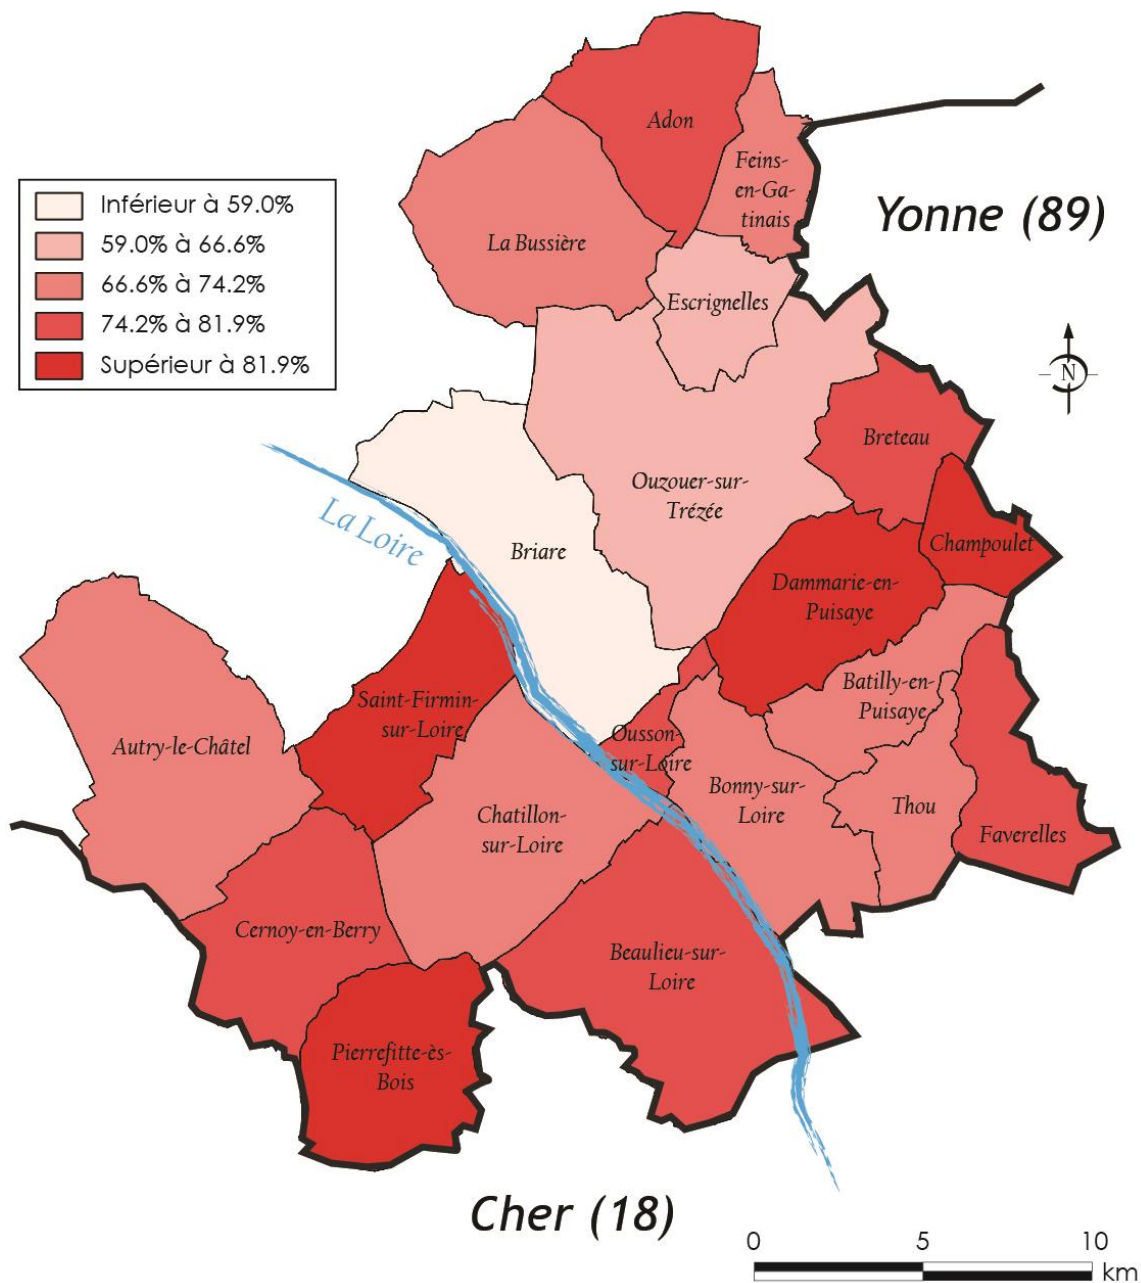 Adon
Feins-
en-Ga-
tinais
Yonne (89)
Inférieur à 59.0%
59.0% à 66.6%
66.6% à 74.2%
74.2% à 81.9%
Supérieur à 81.9%
La Bussière
Escrignelles
N
Breteau
Ouzouer-sur-
Trézée
La Loire
Briare
Champoulet
Dammarie-en-
Puisaye
Batilly-en-
Puisaye
Saint-Firmin-
sur-Loire
Autry-le-Châtel
Ousson-
sur-Loire
Bonny-sur-
Loire
Thou
Faverelles
Chatillon-
sur-Loire
Cernoy-en-Berry
Beaulieu-sur-
Loire
Pierrefitte-ès-
Bois
Cher (18)
0 5 10
km